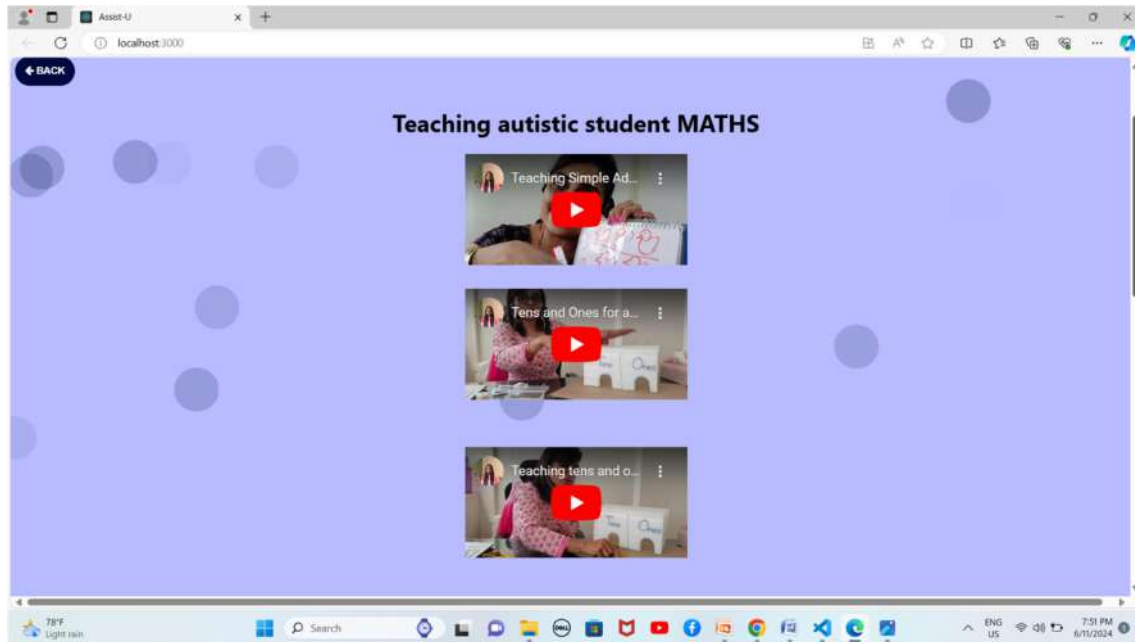 Assist-U
localhost:3000
BACK
Teaching autistic student MATHS
Teaching Simple Ad...
Tens and Ones for a...
Tens Ones
Teaching tens and o...
Tens Ones
78°F
Light rain
Search
DELL
ENG
US
7:51 PM
6/11/2024